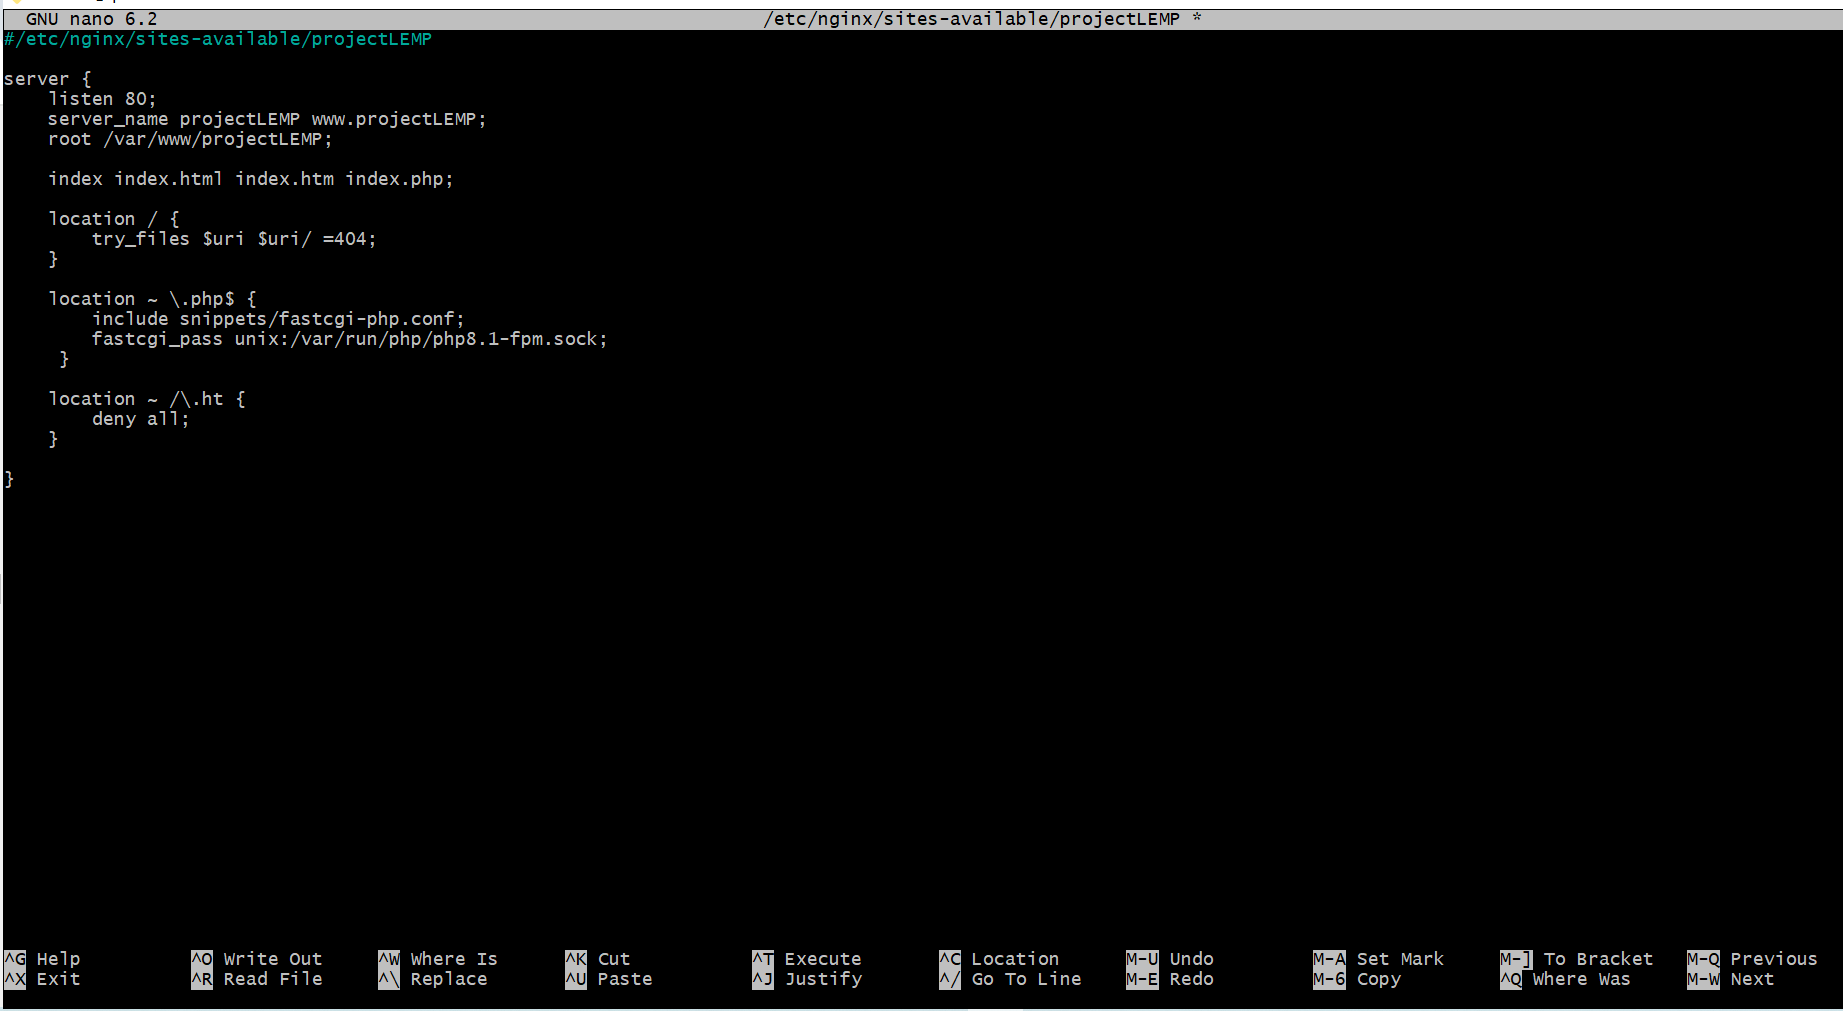 GNU nano 6.2 /etc/nginx/sites-available/projectLEMP *
#/etc/nginx/sites-available/projectLEMP
server {
    listen 80;
    server_name projectLEMP www.projectLEMP;
    root /var/www/projectLEMP;
    index index.html index.htm index.php;
    location / {
        try_files $uri $uri/ =404;
    }
    location ~ \.php$ {
        include snippets/fastcgi-php.conf;
        fastcgi_pass unix:/var/run/php/php8.1-fpm.sock;
     }
    location ~ /\.ht {
        deny all;
    }
}
^G Help ^O Write Out ^W Where Is ^K Cut ^T Execute ^C Location M-U Undo M-A Set Mark M-] To Bracket M-Q Previous
^X Exit ^R Read File ^\ Replace ^U Paste ^J Justify ^/ Go To Line M-E Redo M-6 Copy ^Q Where Was M-W Next